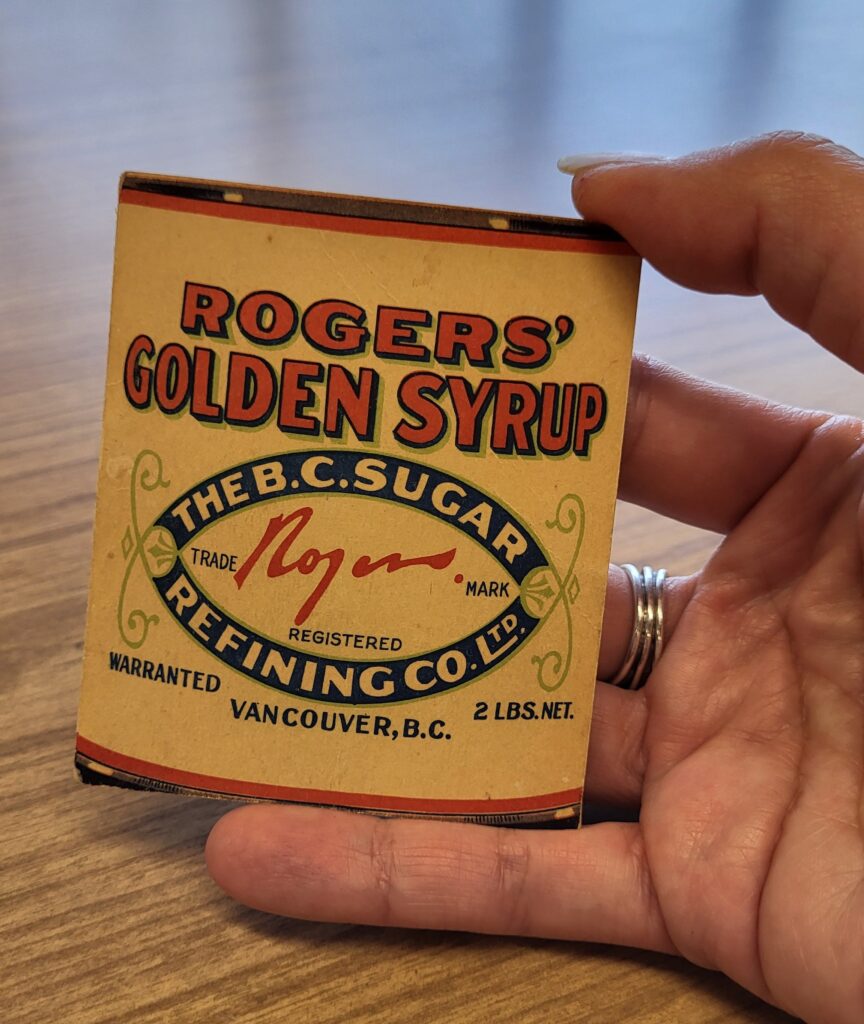 ROGERS'
GOLDEN SYRUP
THE B.C. SUGAR
TRADE Rogers. MARK
REGISTERED
REFINING CO. LTD.
WARRANTED
VANCOUVER, B.C.
2 LBS. NET.